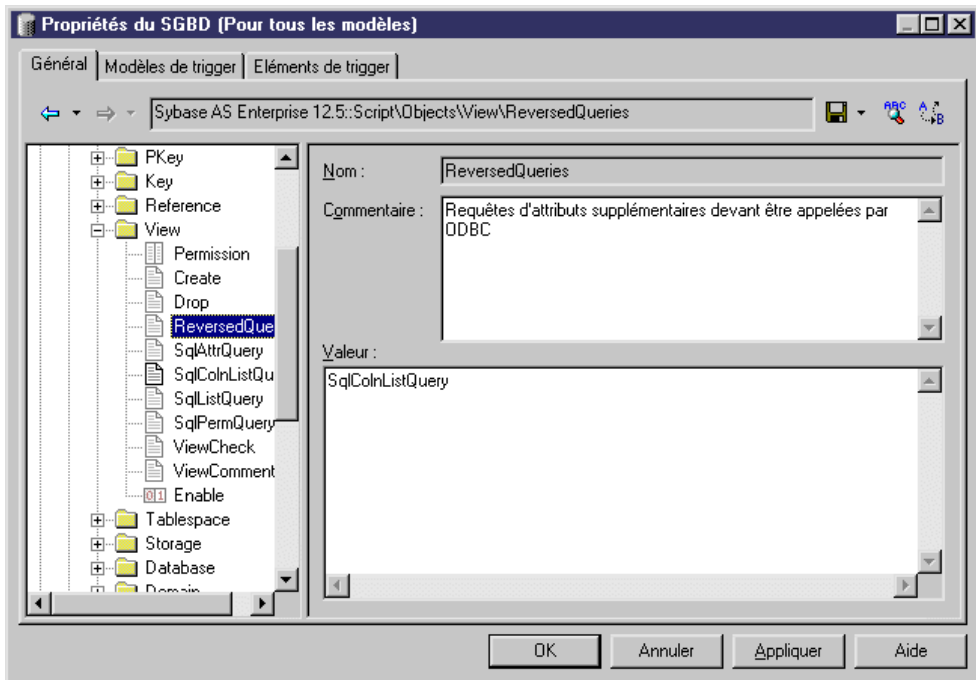 Propriétés du SGBD (Pour tous les modèles)
Général Modèles de trigger Eléments de trigger
Sybase AS Enterprise 12.5::Script\Objects\View\ReversedQueries
PKey
Key
Reference
View
Permission
Create
Drop
ReversedQue
SqlAttrQuery
SqlColnListQu
SqlListQuery
SqlPermQuery
ViewCheck
ViewComment
Enable
Tablespace
Storage
Database
Domain
Nom :
ReversedQueries
Commentaire :
Requêtes d'attributs supplémentaires devant être appelées par
ODBC
Valeur :
SqlColnListQuery
OK Annuler Appliquer Aide